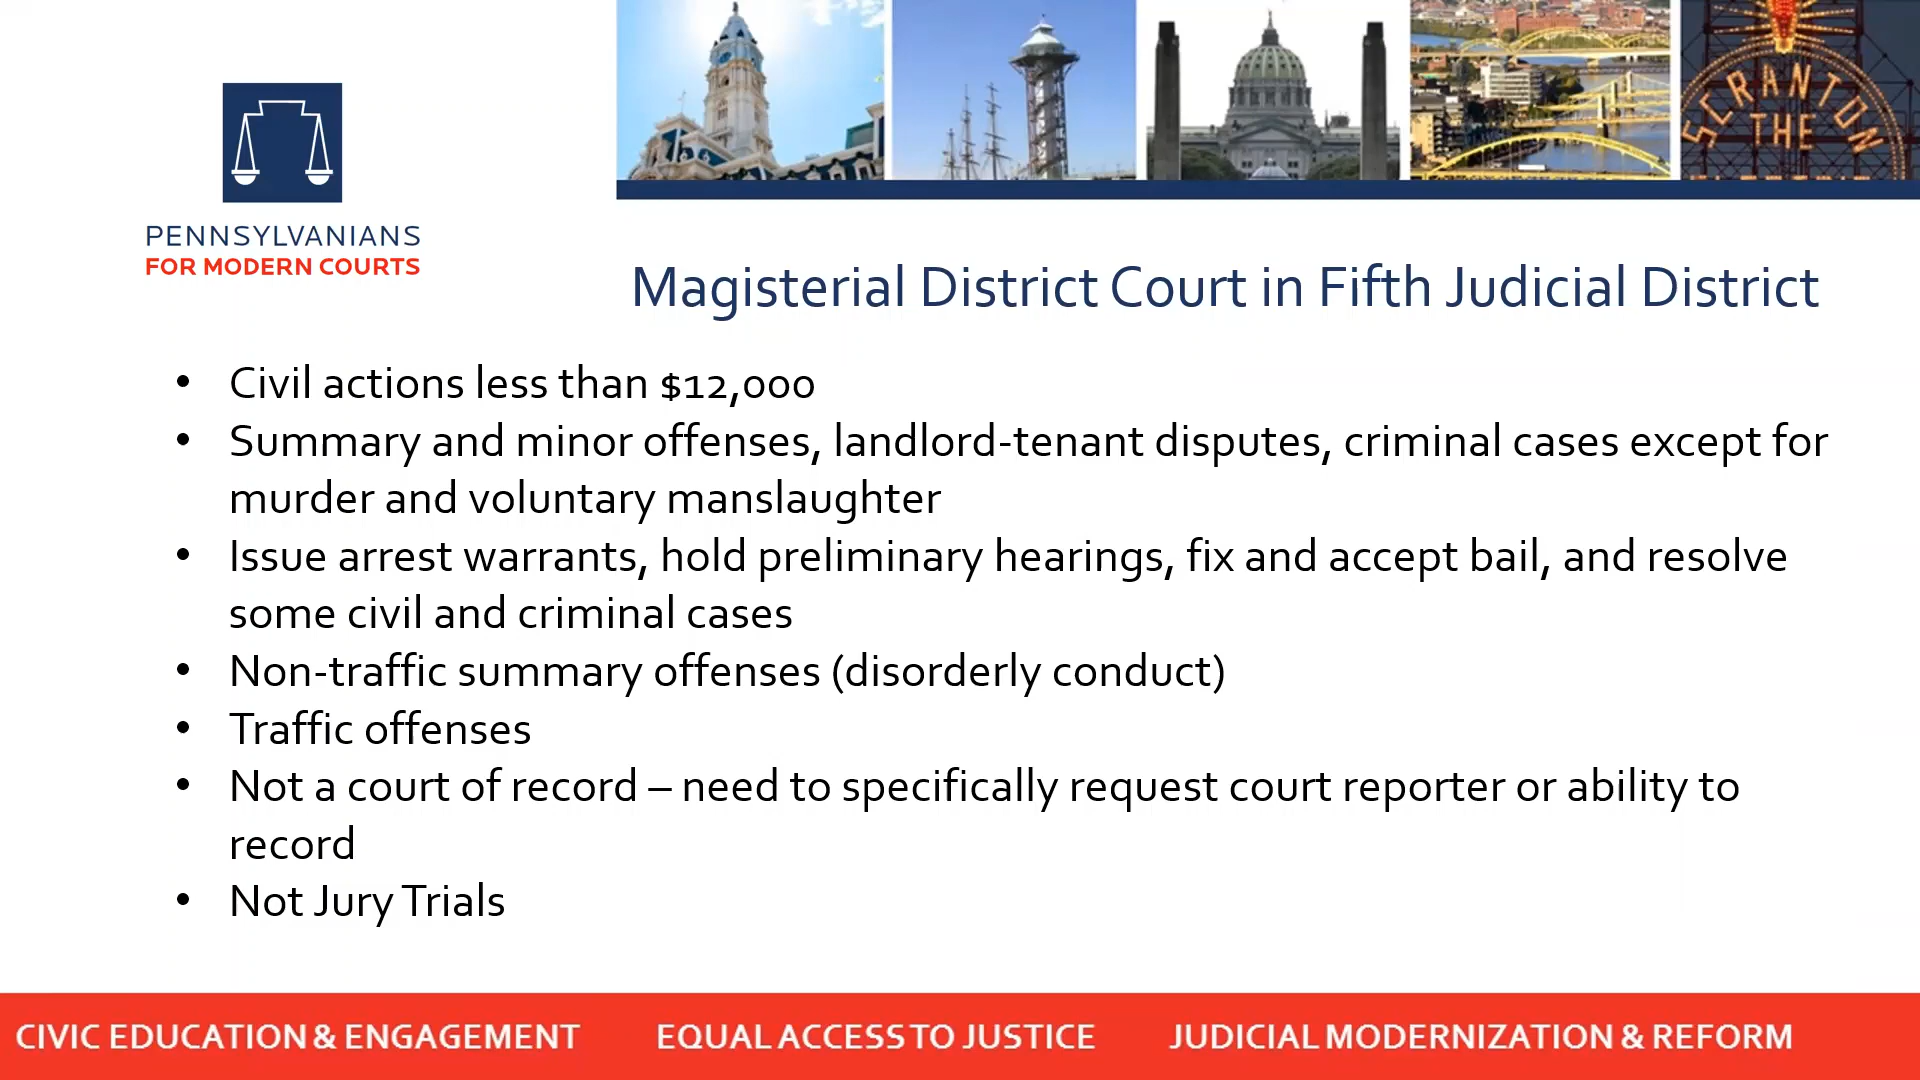 SCRANTON
THE
PENNSYLVANIANS
FOR MODERN COURTS
Magisterial District Court in Fifth Judicial District
• Civil actions less than $12,000
• Summary and minor offenses, landlord-tenant disputes, criminal cases except for
murder and voluntary manslaughter
• Issue arrest warrants, hold preliminary hearings, fix and accept bail, and resolve
some civil and criminal cases
• Non-traffic summary offenses (disorderly conduct)
• Traffic offenses
• Not a court of record – need to specifically request court reporter or ability to
record
• Not Jury Trials
CIVIC EDUCATION & ENGAGEMENT EQUAL ACCESS TO JUSTICE JUDICIAL MODERNIZATION & REFORM